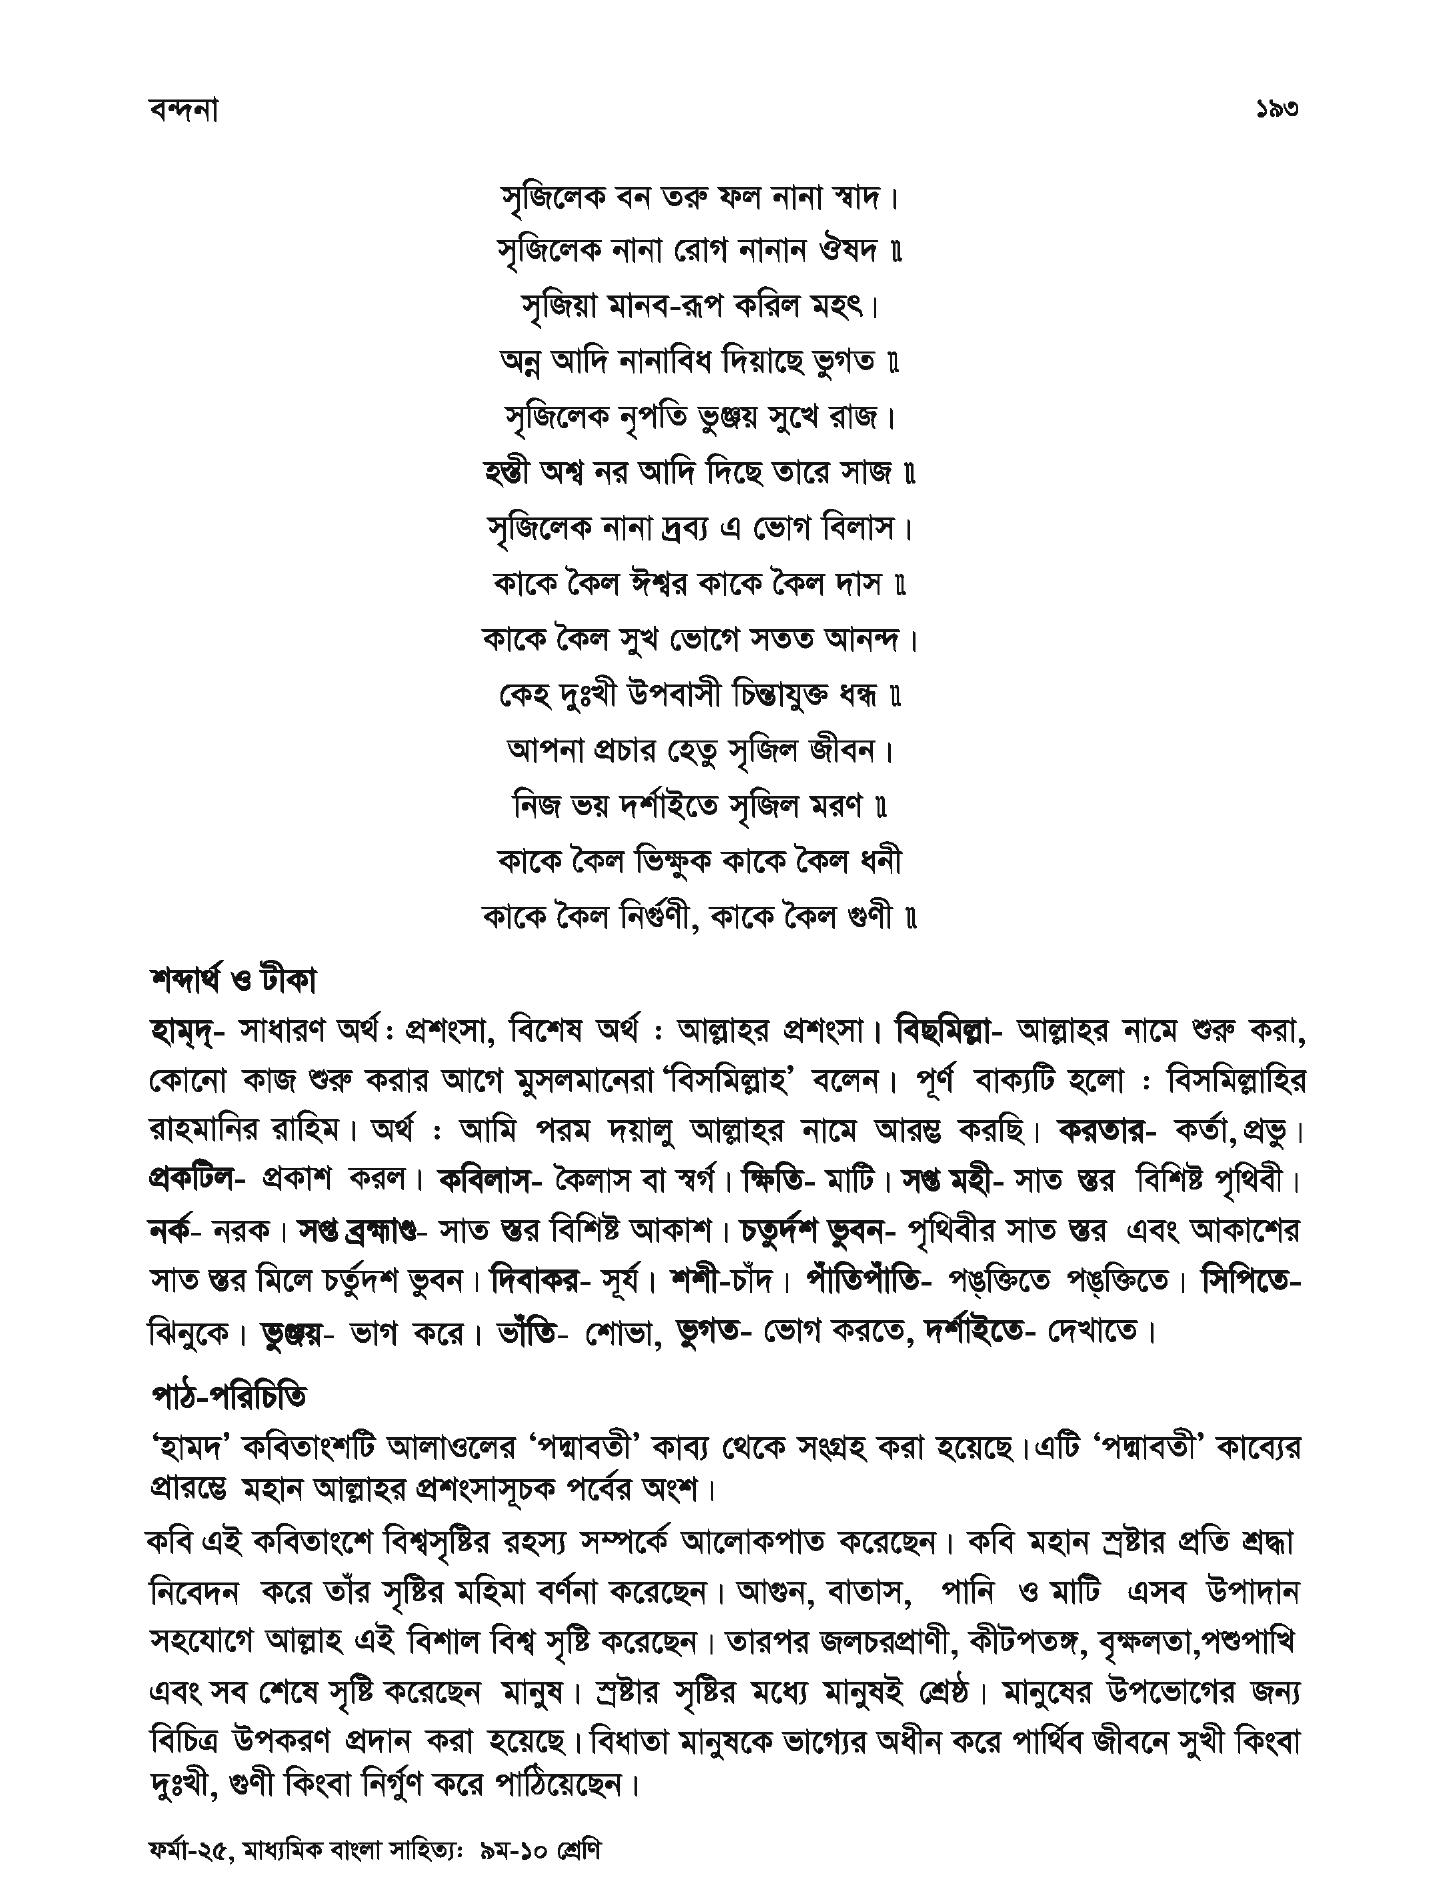 বন্দনা
১৯৩
সৃজিলেক বন তরু ফল নানা স্বাদ।
সৃজিলেক নানা রোগ নানান ঔষদ ॥
সৃজিয়া মানব-রূপ করিল মহৎ।
অন্ন আদি নানাবিধ দিয়াছে ভুগত ॥
সৃজিলেক নৃপতি ভুঞ্জয় সুখে রাজ।
হস্তী অশ্ব নর আদি দিছে তারে সাজ ॥
সৃজিলেক নানা দ্রব্য এ ভোগ বিলাস।
কাকে কৈল ঈশ্বর কাকে কৈল দাস ॥
কাকে কৈল সুখ ভোগে সতত আনন্দ।
কেহ দুঃখী উপবাসী চিন্তাযুক্ত ধন্ধ ॥
আপনা প্রচার হেতু সৃজিল জীবন।
নিজ ভয় দর্শাইতে সৃজিল মরণ ॥
কাকে কৈল ভিক্ষুক কাকে কৈল ধনী
কাকে কৈল নির্গুণী, কাকে কৈল গুণী ॥
শব্দার্থ ও টীকা
হাম্‌দ্‌- সাধারণ অর্থ : প্রশংসা, বিশেষ অর্থ : আল্লাহর প্রশংসা। বিছমিল্লা- আল্লাহর নামে শুরু করা,
কোনো কাজ শুরু করার আগে মুসলমানেরা ‘বিসমিল্লাহ’ বলেন। পূর্ণ বাক্যটি হলো : বিসমিল্লাহির
রাহমানির রাহিম। অর্থ : আমি পরম দয়ালু আল্লাহর নামে আরম্ভ করছি। করতার- কর্তা, প্রভু।
প্রকটিল- প্রকাশ করল। কবিলাস- কৈলাস বা স্বর্গ। ক্ষিতি- মাটি। সপ্ত মহী- সাত স্তর বিশিষ্ট পৃথিবী।
নর্ক- নরক। সপ্ত ব্রহ্মাণ্ড- সাত স্তর বিশিষ্ট আকাশ। চতুর্দশ ভুবন- পৃথিবীর সাত স্তর এবং আকাশের
সাত স্তর মিলে চর্তুদশ ভুবন। দিবাকর- সূর্য। শশী-চাঁদ। পাঁতিপাঁতি- পঙ্‌ক্তিতে পঙ্‌ক্তিতে। সিপিতে-
ঝিনুকে। ভুঞ্জয়- ভাগ করে। ভাঁতি- শোভা, ভুগত- ভোগ করতে, দর্শাইতে- দেখাতে।
পাঠ-পরিচিতি
‘হামদ’ কবিতাংশটি আলাওলের ‘পদ্মাবতী’ কাব্য থেকে সংগ্রহ করা হয়েছে। এটি ‘পদ্মাবতী’ কাব্যের
প্রারম্ভে মহান আল্লাহর প্রশংসাসূচক পর্বের অংশ।
কবি এই কবিতাংশে বিশ্বসৃষ্টির রহস্য সম্পর্কে আলোকপাত করেছেন। কবি মহান স্রষ্টার প্রতি শ্রদ্ধা
নিবেদন করে তাঁর সৃষ্টির মহিমা বর্ণনা করেছেন। আগুন, বাতাস, পানি ও মাটি এসব উপাদান
সহযোগে আল্লাহ এই বিশাল বিশ্ব সৃষ্টি করেছেন। তারপর জলচরপ্রাণী, কীটপতঙ্গ, বৃক্ষলতা,পশুপাখি
এবং সব শেষে সৃষ্টি করেছেন মানুষ। স্রষ্টার সৃষ্টির মধ্যে মানুষই শ্রেষ্ঠ। মানুষের উপভোগের জন্য
বিচিত্র উপকরণ প্রদান করা হয়েছে। বিধাতা মানুষকে ভাগ্যের অধীন করে পার্থিব জীবনে সুখী কিংবা
দুঃখী, গুণী কিংবা নির্গুণ করে পাঠিয়েছেন।
ফর্মা-২৫, মাধ্যমিক বাংলা সাহিত্য: ৯ম-১০ শ্রেণি